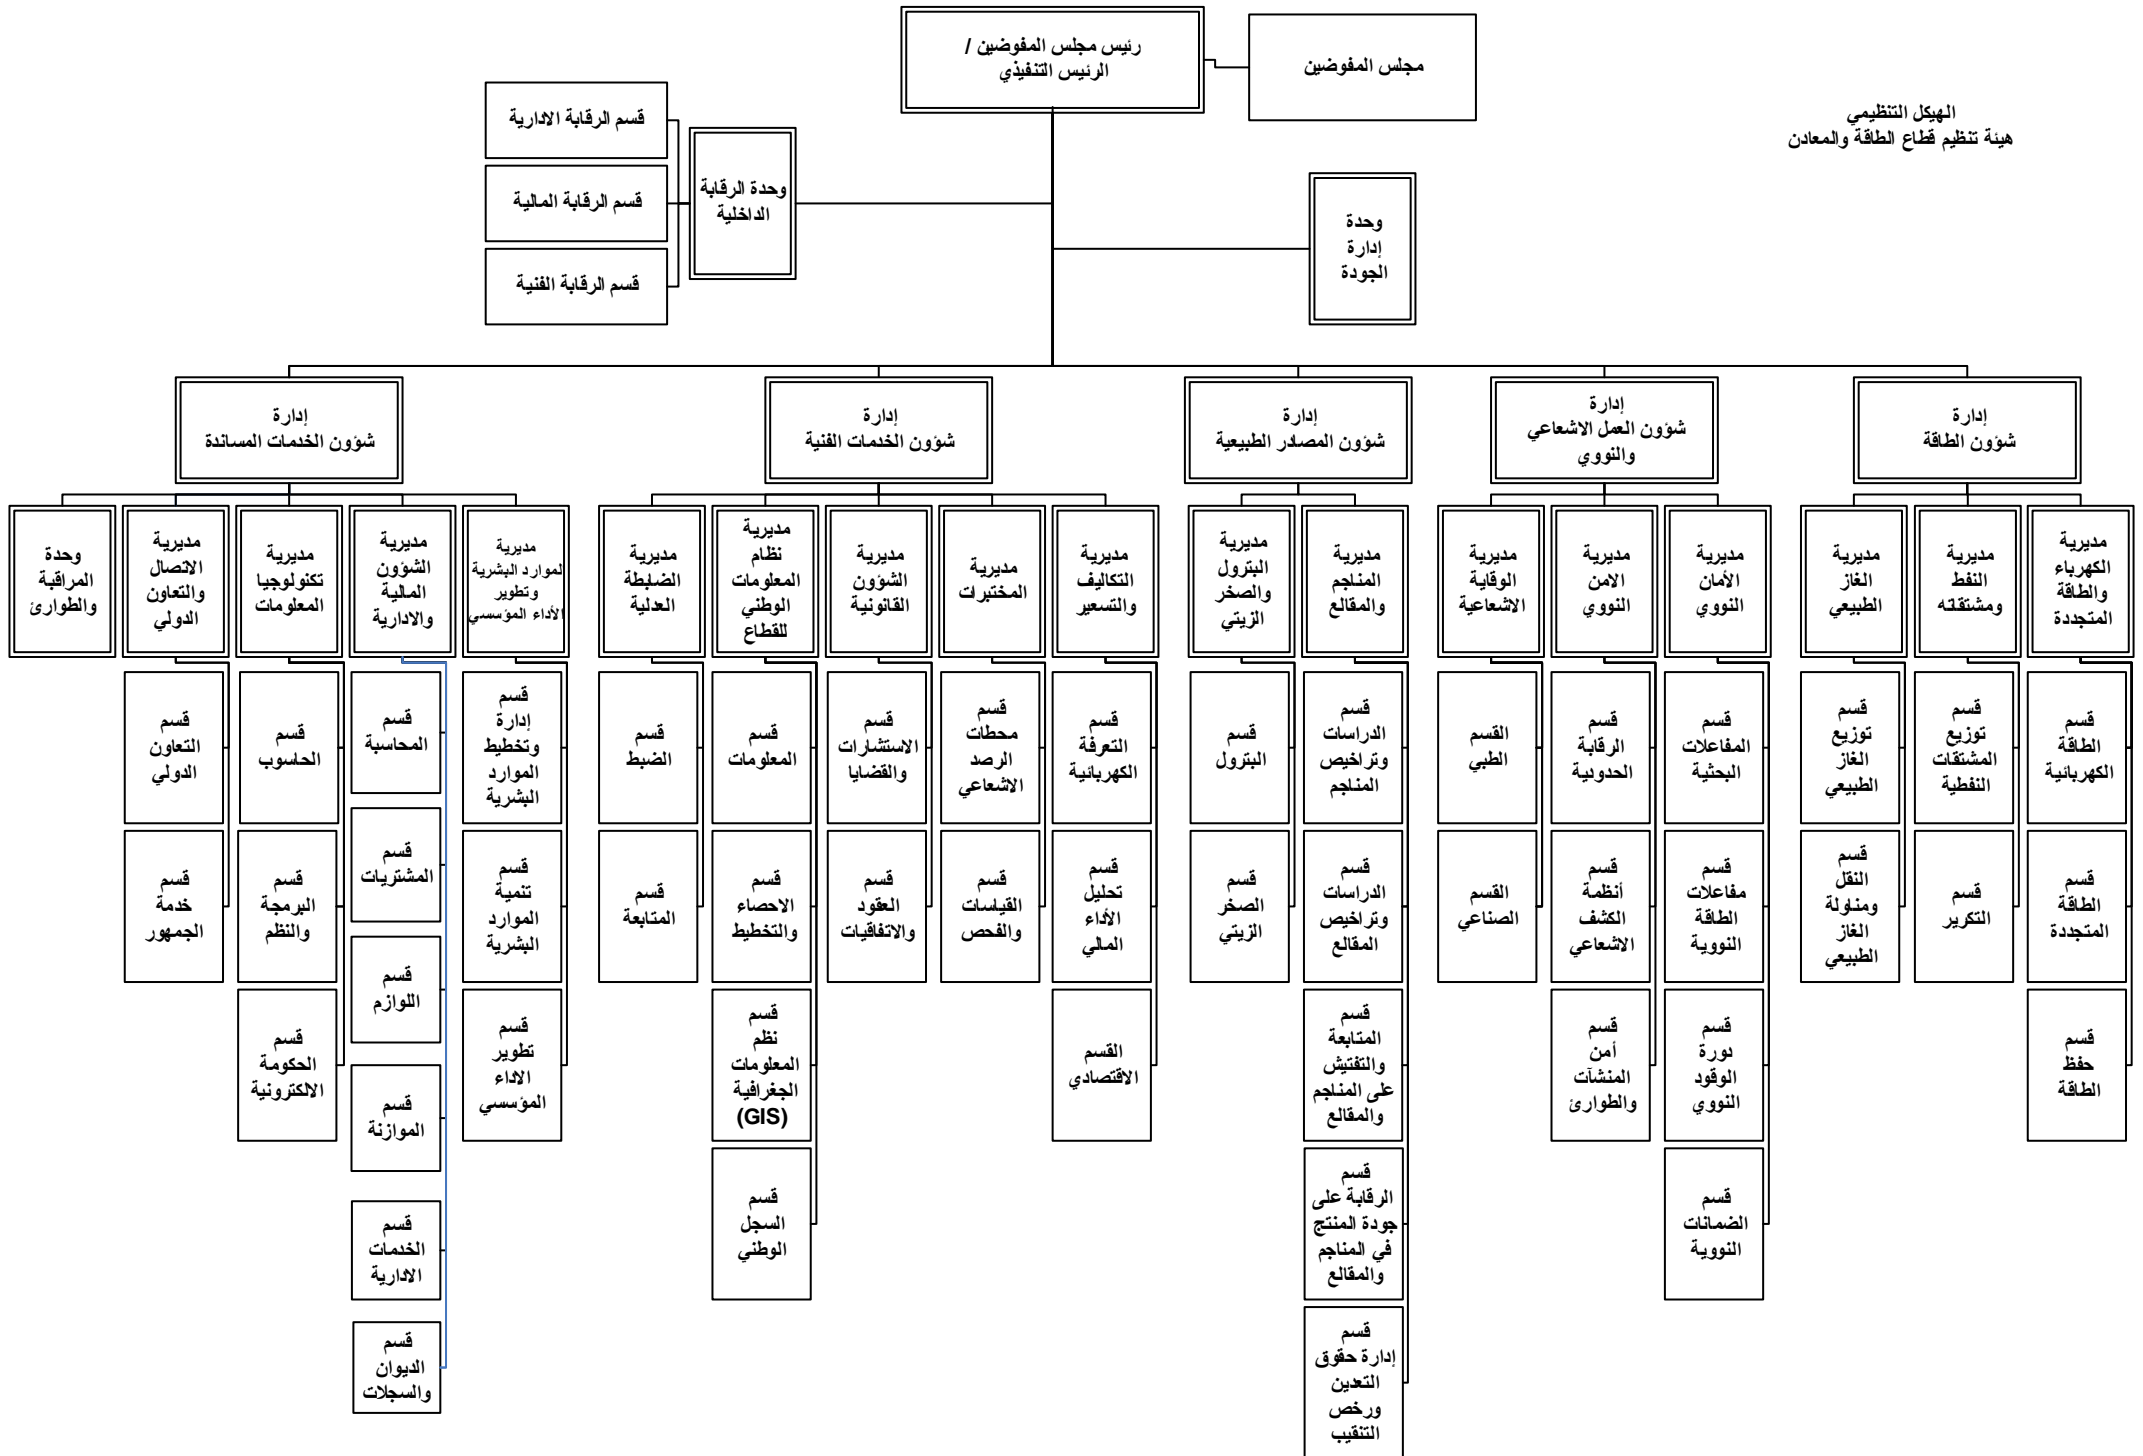 الهيكل التنظيمي
هيئة تنظيم قطاع الطاقة والمعادن
مجلس المفوضين
رئيس مجلس المفوضين /
الرئيس التنفيذي
وحدة
إدارة
الجودة
وحدة الرقابة
الداخلية
قسم الرقابة الادارية
قسم الرقابة المالية
قسم الرقابة الفنية
إدارة
شؤون الطاقة
إدارة
شؤون العمل الاشعاعي
والنووي
إدارة
شؤون المصادر الطبيعية
إدارة
شؤون الخدمات الفنية
إدارة
شؤون الخدمات المساندة
مديرية
الكهرباء
والطاقة
المتجددة
مديرية
النفط
ومشتقاته
مديرية
الغاز
الطبيعي
مديرية
الأمان
النووي
مديرية
الامن
النووي
مديرية
الوقاية
الاشعاعية
مديرية
المناجم
والمقالع
مديرية
البترول
والصخر
الزيتي
مديرية
التكاليف
والتسعير
مديرية
المختبرات
مديرية
الشؤون
القانونية
مديرية
نظام
المعلومات
الوطني
للقطاع
مديرية
الضابطة
العدلية
مديرية
الموارد البشرية
وتطوير
الأداء المؤسسي
مديرية
الشؤون
المالية
والادارية
مديرية
تكنولوجيا
المعلومات
مديرية
الاتصال
والتعاون
الدولي
وحدة
المراقبة
والطوارئ
قسم
الطاقة
الكهربائية
قسم
الطاقة
المتجددة
قسم
حفظ
الطاقة
قسم
توزيع
المشتقات
النفطية
قسم
التكرير
قسم
توزيع
الغاز
الطبيعي
قسم
النقل
ومناولة
الغاز
الطبيعي
قسم
المفاعلات
البحثية
قسم
مفاعلات
الطاقة
النووية
قسم
دورة
الوقود
النووي
قسم
الضمانات
النووية
قسم
الرقابة
الحدودية
قسم
أنظمة
الكشف
الاشعاعي
قسم
أمن
المنشآت
والطوارئ
القسم
الطبي
القسم
الصناعي
قسم
الدراسات
وتراخيص
المناجم
قسم
الدراسات
وتراخيص
المقالع
قسم
المتابعة
والتفتيش
على المناجم
والمقالع
قسم
الرقابة على
جودة المنتج
في المناجم
والمقالع
قسم
إدارة حقوق
التعدين
ورخص
التنقيب
قسم
البترول
قسم
الصخر
الزيتي
قسم
التعرفة
الكهربائية
قسم
تحليل
الأداء
المالي
القسم
الاقتصادي
قسم
محطات
الرصد
الاشعاعي
قسم
القياسات
والفحص
قسم
الاستشارات
والقضايا
قسم
العقود
والاتفاقيات
قسم
المعلومات
قسم
الاحصاء
والتخطيط
قسم
نظم
المعلومات
الجغرافية
(GIS)
قسم
السجل
الوطني
قسم
الضبط
قسم
المتابعة
قسم
إدارة
وتخطيط
الموارد
البشرية
قسم
تنمية
الموارد
البشرية
قسم
تطوير
الاداء
المؤسسي
قسم
المحاسبة
قسم
المشتريات
قسم
اللوازم
قسم
الموازنة
قسم
الخدمات
الادارية
قسم
الديوان
والسجلات
قسم
الحاسوب
قسم
البرمجة
والنظم
قسم
الحكومة
الالكترونية
قسم
التعاون
الدولي
قسم
خدمة
الجمهور